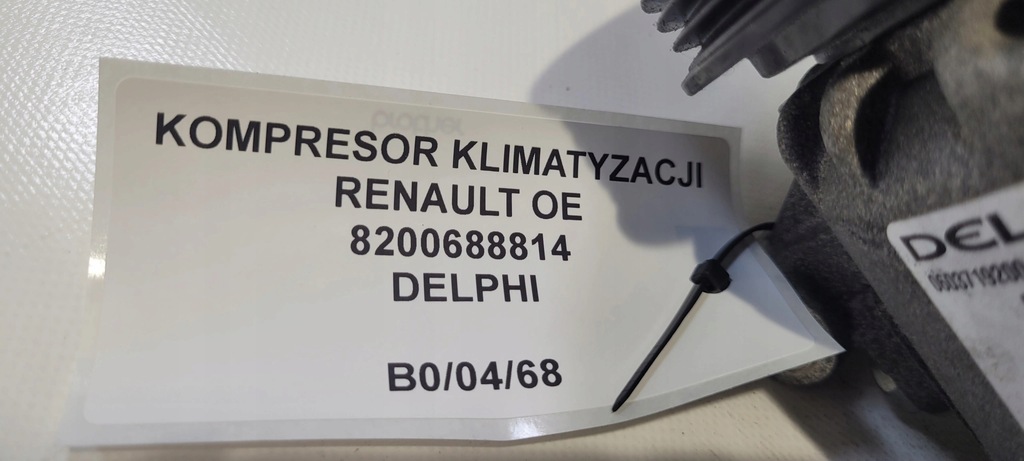 KOMPRESOR KLIMATYZACJI
RENAULT OE
8200688814
DELPHI
B0/04/68